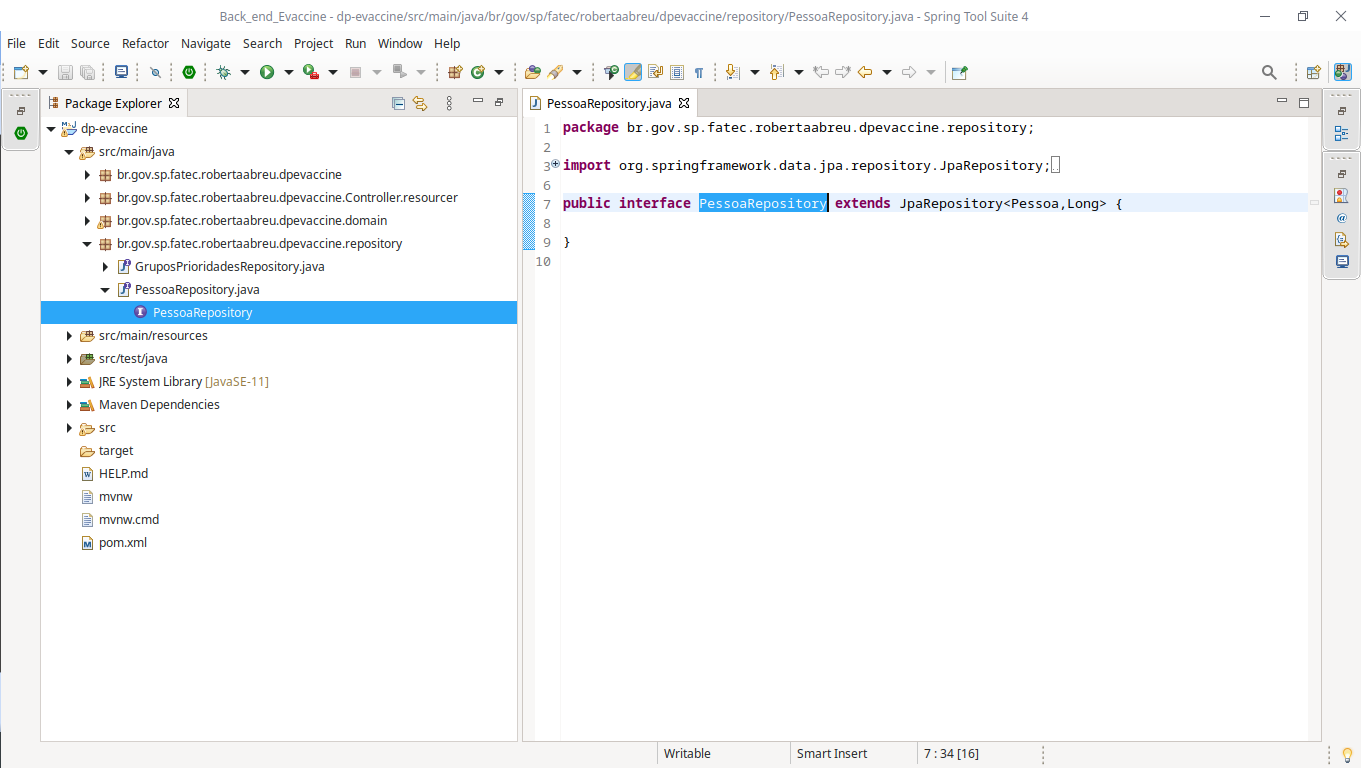 Back_end_Evaccine - dp-evaccine/src/main/java/br/gov/sp/fatec/robertaabreu/dpevaccine/repository/PessoaRepository.java - Spring Tool Suite 4
File Edit Source Refactor Navigate Search Project Run Window Help
Package Explorer
dp-evaccine
src/main/java
br.gov.sp.fatec.robertaabreu.dpevaccine
br.gov.sp.fatec.robertaabreu.dpevaccine.Controller.resourcer
br.gov.sp.fatec.robertaabreu.dpevaccine.domain
br.gov.sp.fatec.robertaabreu.dpevaccine.repository
GruposPrioridadesRepository.java
PessoaRepository.java
PessoaRepository
src/main/resources
src/test/java
JRE System Library [JavaSE-11]
Maven Dependencies
src
target
HELP.md
mvnw
mvnw.cmd
pom.xml
PessoaRepository.java
1 package br.gov.sp.fatec.robertaabreu.dpevaccine.repository;
2
3 import org.springframework.data.jpa.repository.JpaRepository;
6
7 public interface PessoaRepository extends JpaRepository<Pessoa,Long> {
8
9 }
10
Writable Smart Insert 7 : 34 [16]